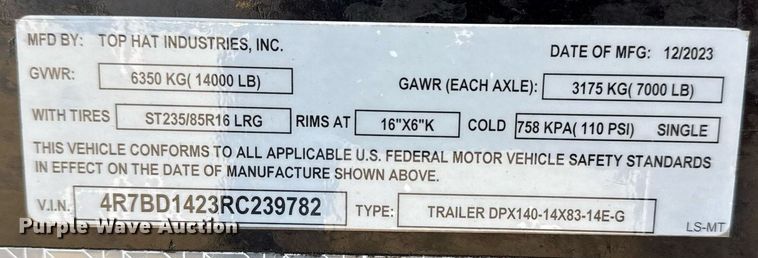 MFD BY: TOP HAT INDUSTRIES, INC. DATE OF MFG: 12/2023
GVWR: 6350 KG( 14000 LB) GAWR (EACH AXLE): 3175 KG( 7000 LB)
WITH TIRES ST235/85R16 LRG RIMS AT 16"X6"K COLD 758 KPA( 110 PSI) SINGLE
THIS VEHICLE CONFORMS TO ALL APPLICABLE U.S. FEDERAL MOTOR VEHICLE SAFETY STANDARDS
IN EFFECT ON THE DATE OF MANUFACTURE SHOWN ABOVE.
V.I.N. 4R7BD1423RC239782 TYPE: TRAILER DPX140-14X83-14E-G
Purple Wave Auction LS-MT